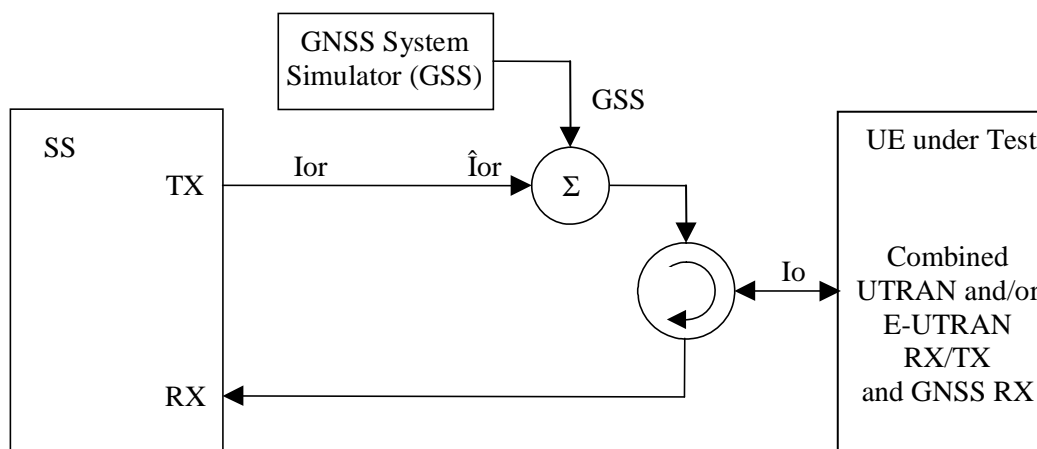 GNSS System
Simulator (GSS)
GSS
SS
UE under Test
TX
Ior
Îor
Σ
Io
Combined
UTRAN and/or
E-UTRAN
RX/TX
and GNSS RX
RX